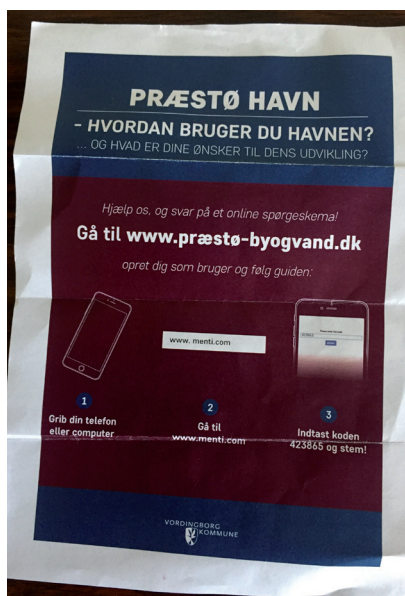 PRÆSTØ HAVN
- HVORDAN BRUGER DU HAVNEN?
... OG HVAD ER DINE ØNSKER TIL DENS UDVIKLING?
Hjælp os, og svar på et online spørgeskema!
Gå til www.præstø-byogvand.dk
opret dig som bruger og følg guiden:
www. menti.com
1
Grib din telefon
eller computer
2
Gå til
www.menti.com
3
Indtast koden
423865 og stem!
VORDINGBORG
KOMMUNE